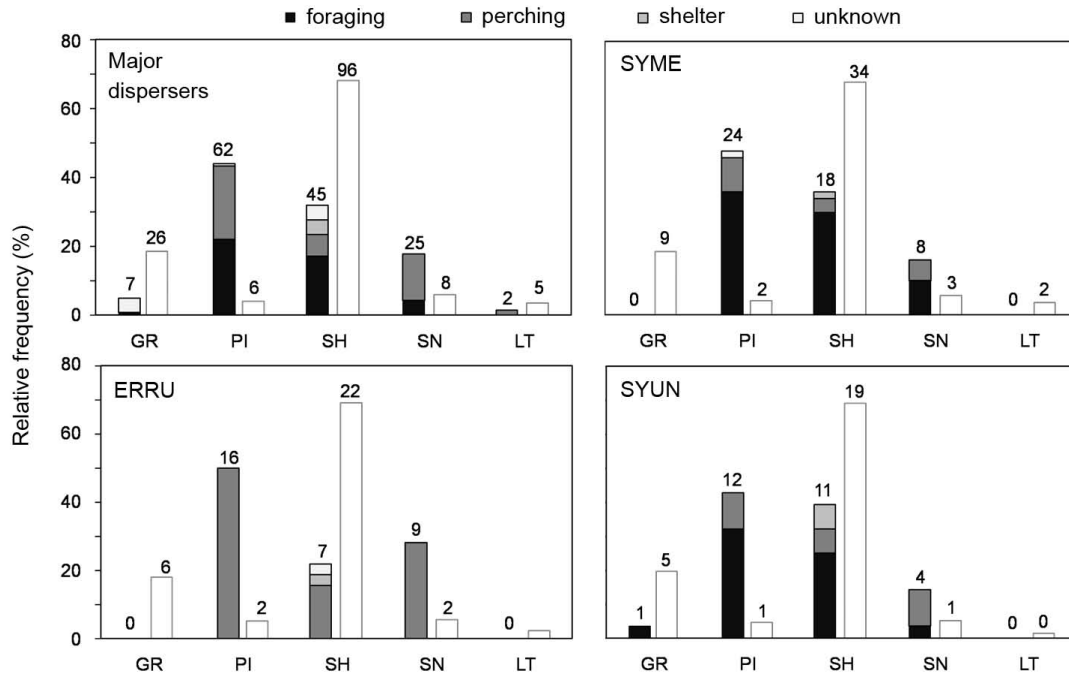 foraging perching shelter unknown
Relative frequency (%)
80
60
40
20
0
Major
dispersers
7 26 62 6 45 96 25 8 2 5
GR PI SH SN LT
SYME
0 9 24 2 18 34 8 3 0 2
GR PI SH SN LT
80
60
40
20
0
ERRU
0 6 16 2 7 22 9 2 0
GR PI SH SN LT
SYUN
1 5 12 1 11 19 4 1 0 0
GR PI SH SN LT